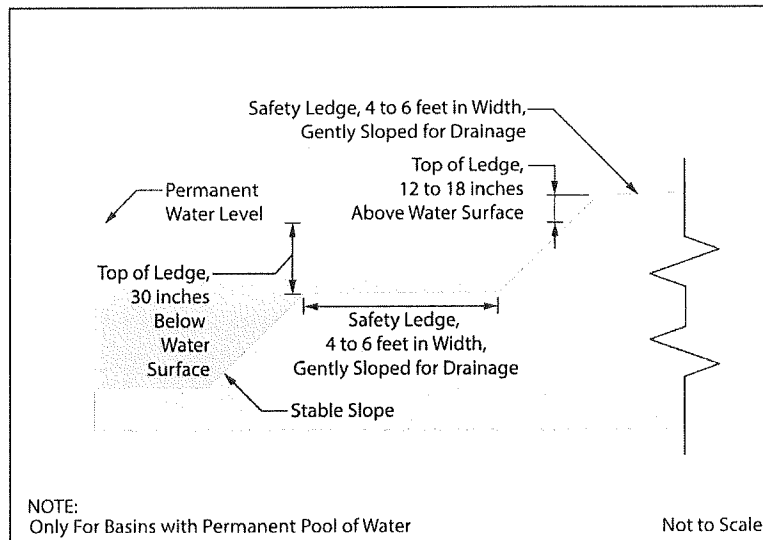 Safety Ledge, 4 to 6 feet in Width,
Gently Sloped for Drainage
Top of Ledge,
12 to 18 inches
Above Water Surface
Permanent
Water Level
Top of Ledge,
30 inches
Below
Water
Surface
Safety Ledge,
4 to 6 feet in Width,
Gently Sloped for Drainage
Stable Slope
NOTE:
Only For Basins with Permanent Pool of Water
Not to Scale